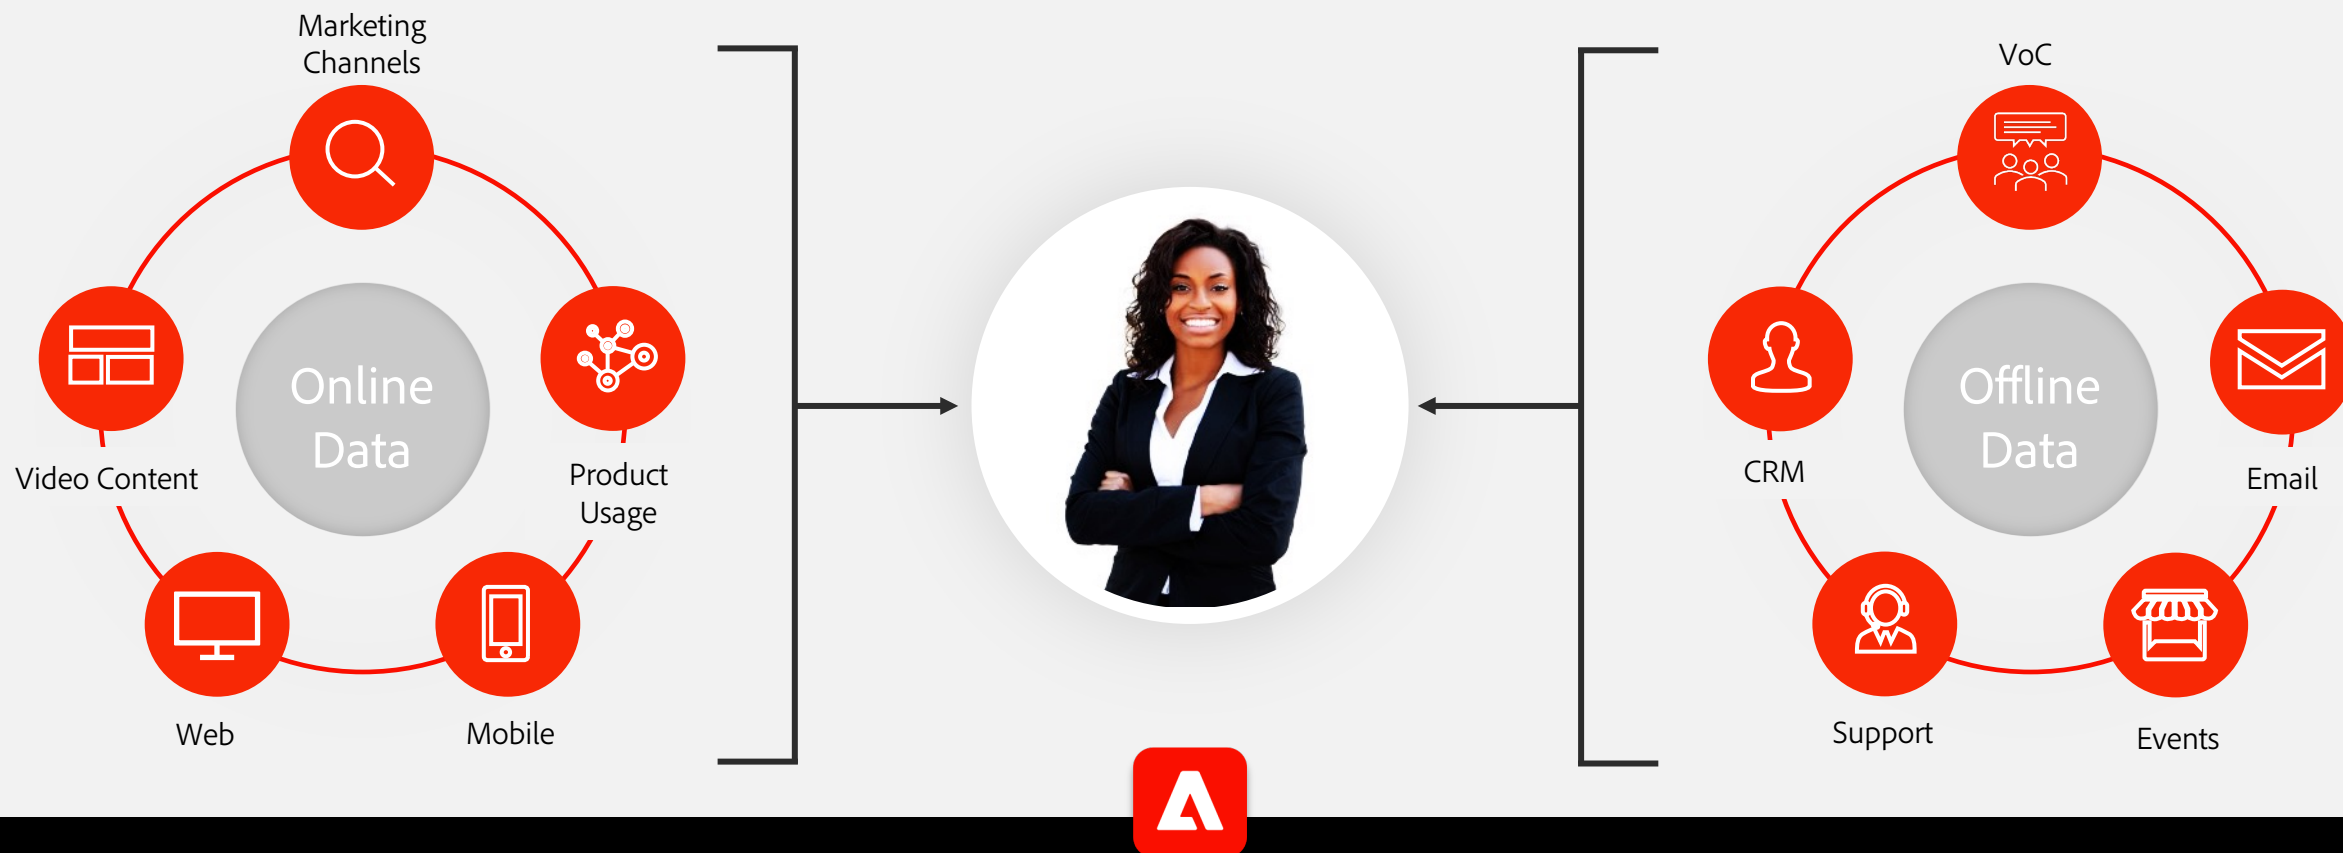 Marketing
Channels
Online
Data
Video Content
Product
Usage
Web
Mobile
VoC
Offline
Data
CRM
Email
Support
Events